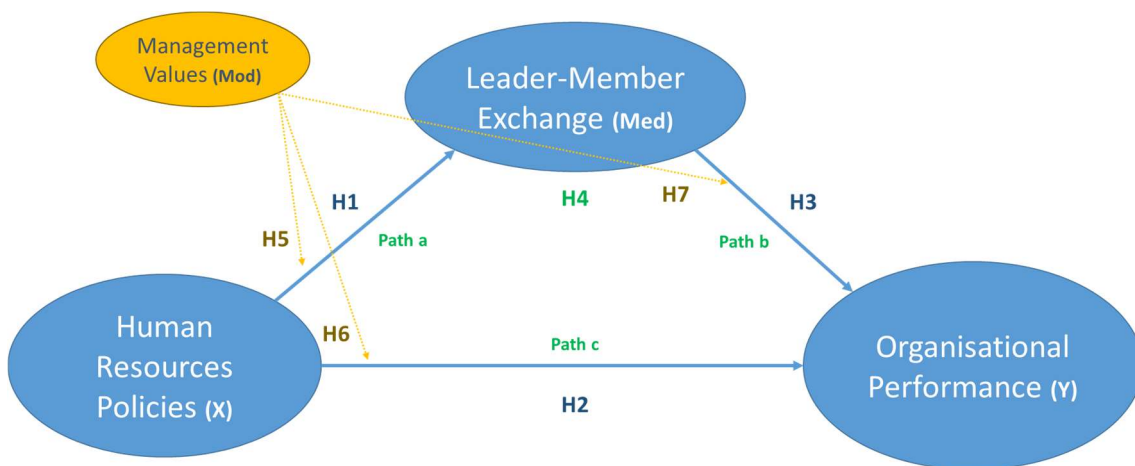 Management
Values (Mod)
Leader-Member
Exchange (Med)
H1
H4
H7
H3
H5
Path a
Path b
Human
Resources
Policies (X)
H6
Path c
H2
Organisational
Performance (Y)